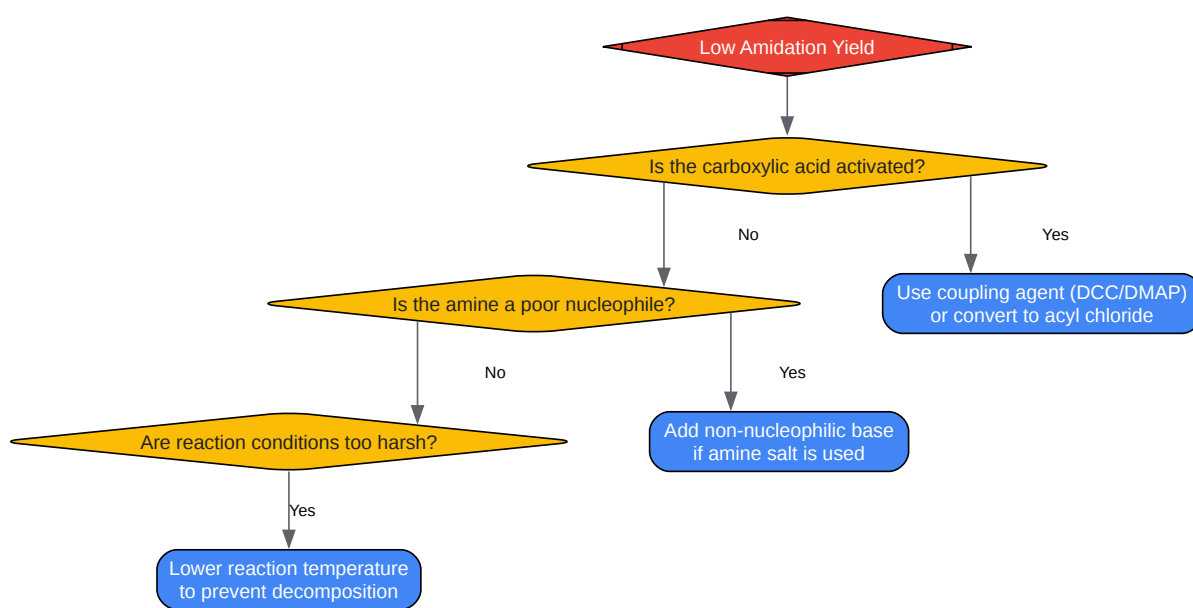 Low Amidation Yield
Is the carboxylic acid activated?
No
Yes
Use coupling agent (DCC/DMAP)
or convert to acyl chloride
Is the amine a poor nucleophile?
No
Yes
Add non-nucleophilic base
if amine salt is used
Are reaction conditions too harsh?
Yes
Lower reaction temperature
to prevent decomposition